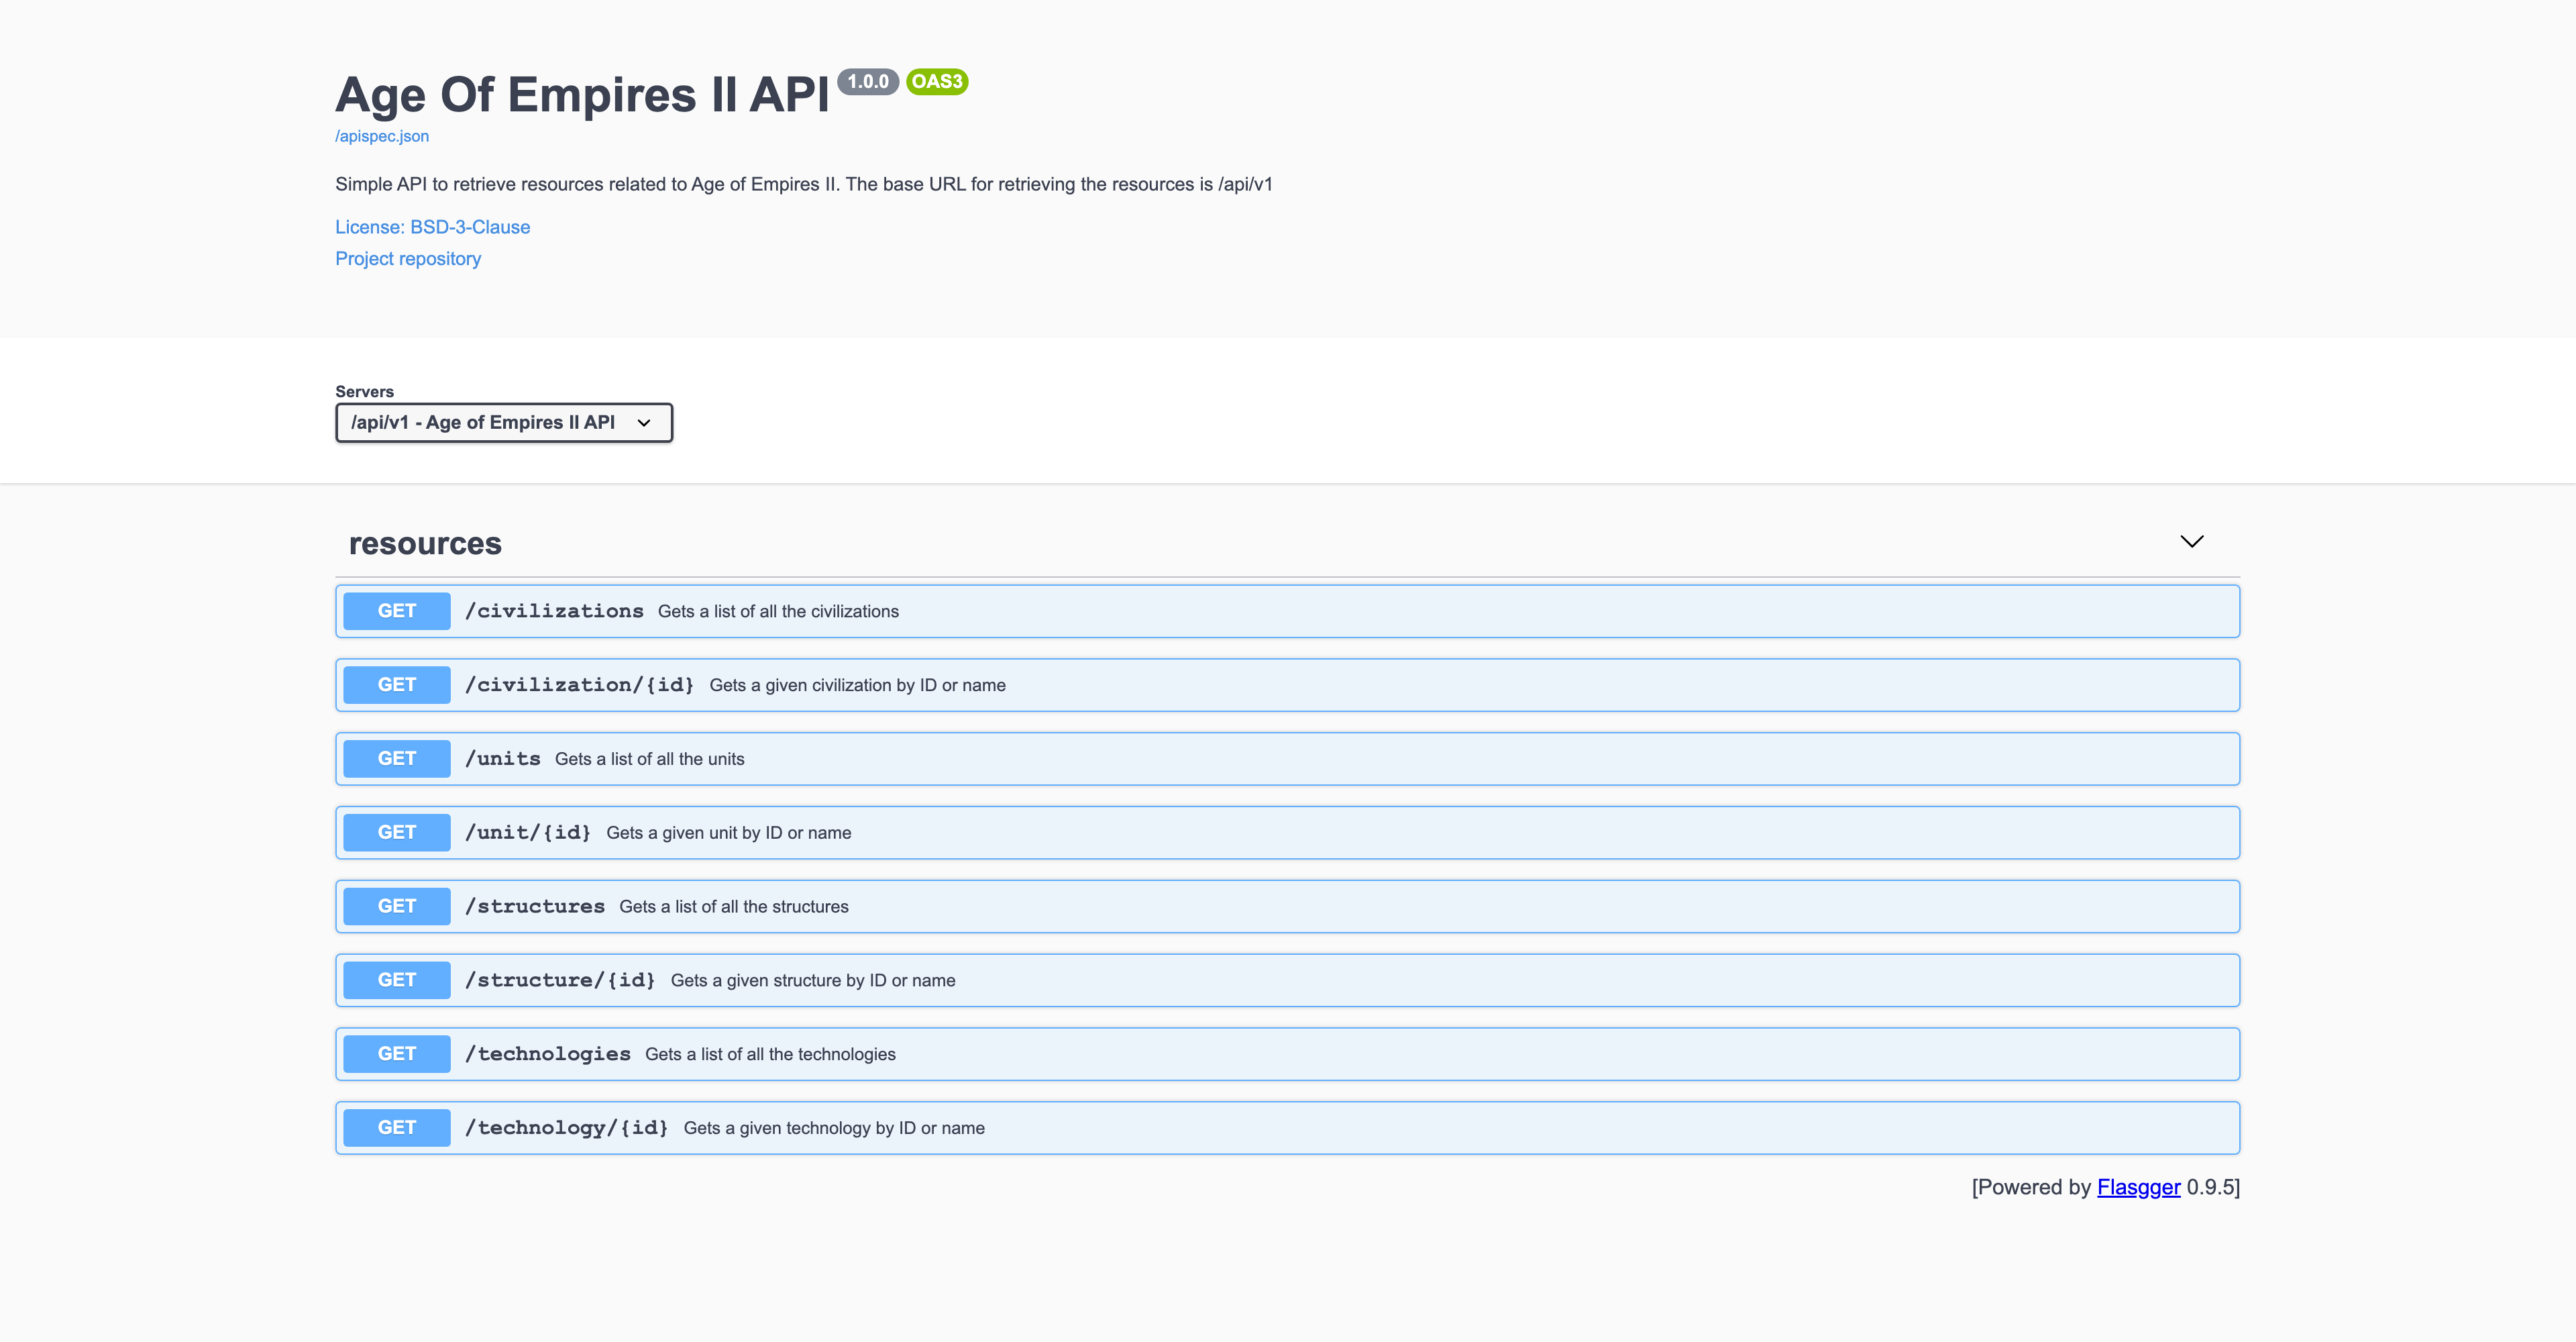 Age Of Empires II API 1.0.0 OAS3
/apispec.json
Simple API to retrieve resources related to Age of Empires II. The base URL for retrieving the resources is /api/v1
License: BSD-3-Clause
Project repository
Servers
/api/v1 - Age of Empires II API
resources
GET /civilizations Gets a list of all the civilizations
GET /civilization/{id} Gets a given civilization by ID or name
GET /units Gets a list of all the units
GET /unit/{id} Gets a given unit by ID or name
GET /structures Gets a list of all the structures
GET /structure/{id} Gets a given structure by ID or name
GET /technologies Gets a list of all the technologies
GET /technology/{id} Gets a given technology by ID or name
[Powered by Flasgger 0.9.5]